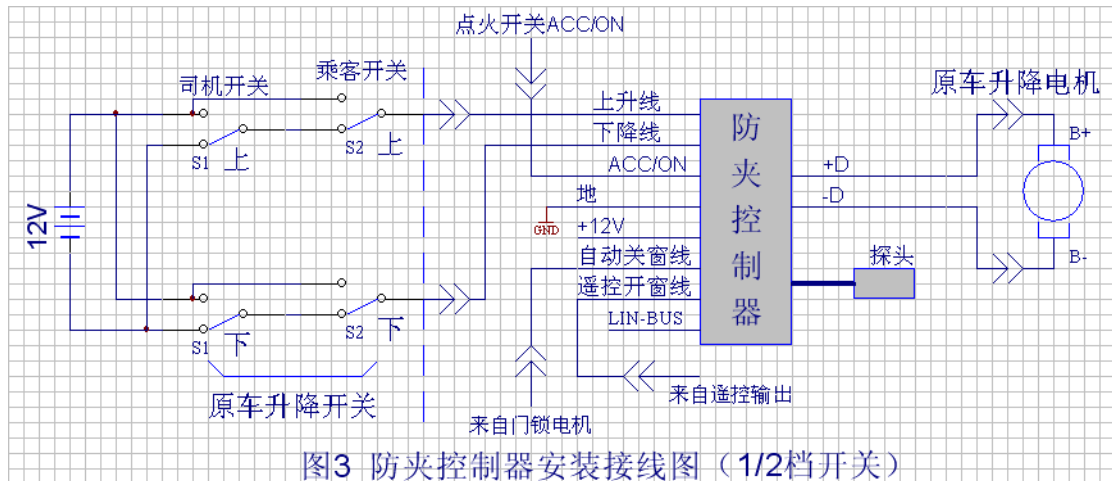 点火开关ACC/ON
司机开关
乘客开关
原车升降电机
上升线
下降线
ACC/ON
地
GND
+12V
自动关窗线
遥控开窗线
LIN-BUS
防夹控制器
+D
-D
B+
B-
探头
S1
上
S2
上
12V
S1
下
S2
下
原车升降开关
来自遥控输出
来自门锁电机
图3 防夹控制器安装接线图（1/2档开关）